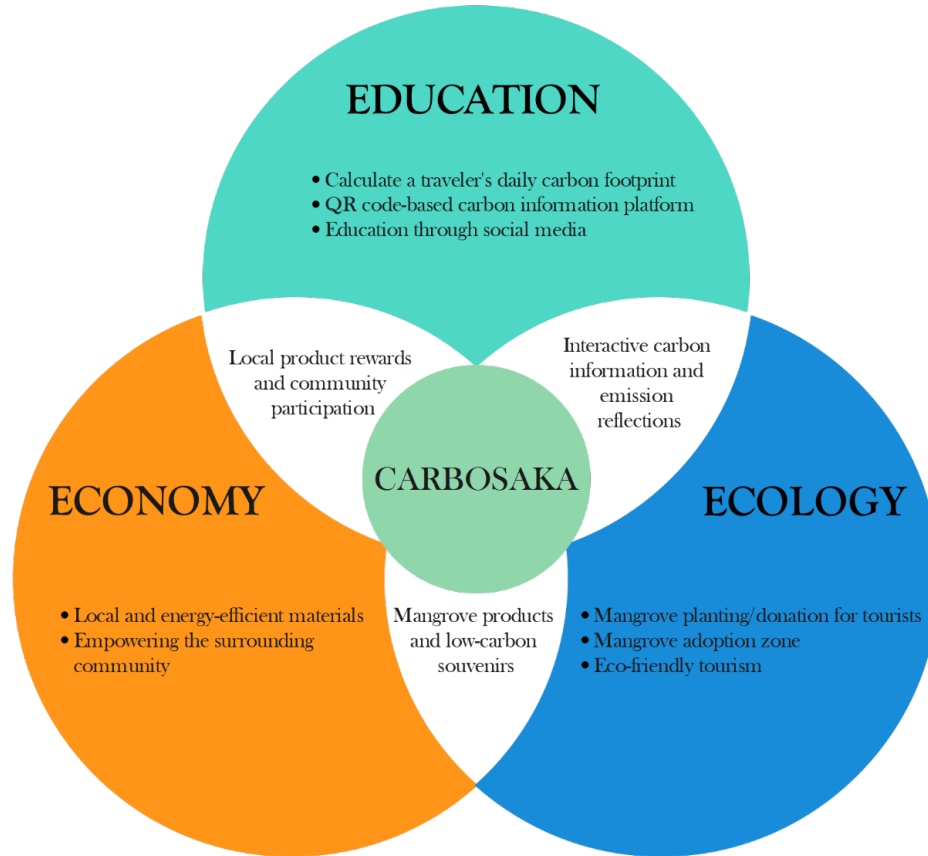 EDUCATION
• Calculate a traveler's daily carbon footprint
• QR code-based carbon information platform
• Education through social media
Local product rewards
and community
participation
Interactive carbon
information and
emission
reflections
CARBOSAKA
ECONOMY
• Local and energy-efficient materials
• Empowering the surrounding
community
Mangrove products
and low-carbon
souvenirs
ECOLOGY
• Mangrove planting/donation for tourists
• Mangrove adoption zone
• Eco-friendly tourism